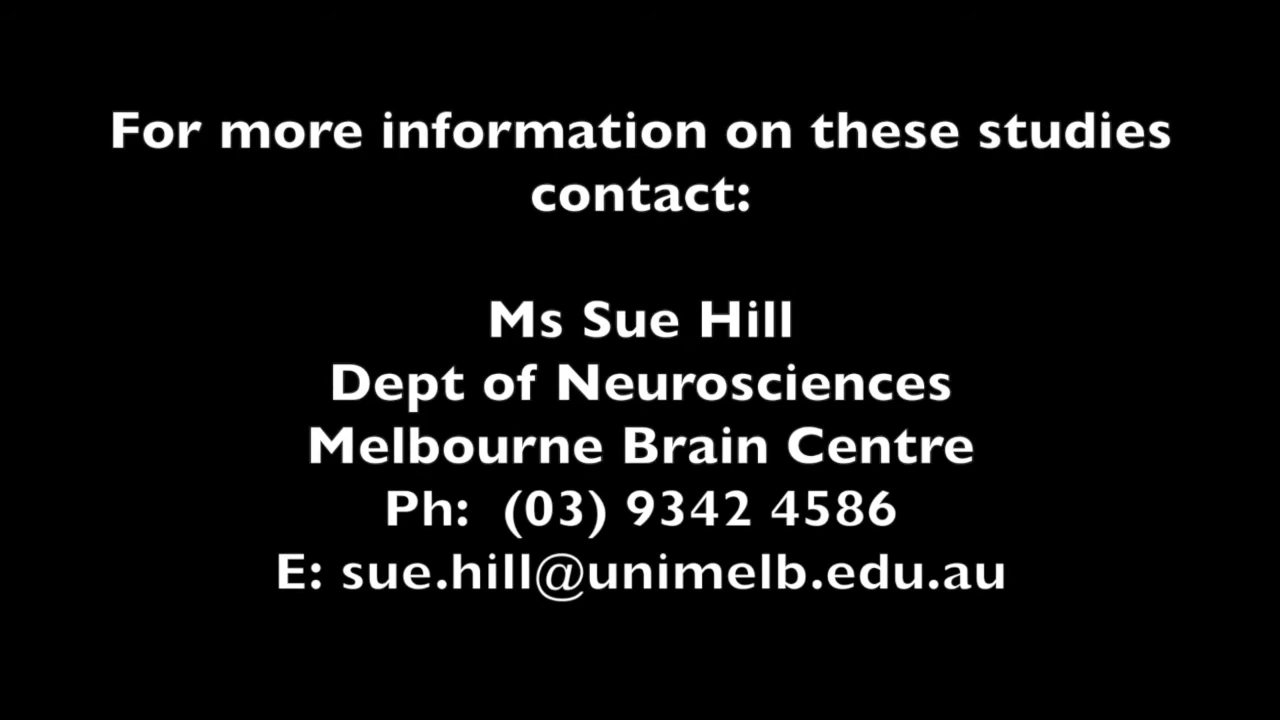 For more information on these studies
contact:
Ms Sue Hill
Dept of Neurosciences
Melbourne Brain Centre
Ph:  (03) 9342 4586
E: sue.hill@unimelb.edu.au